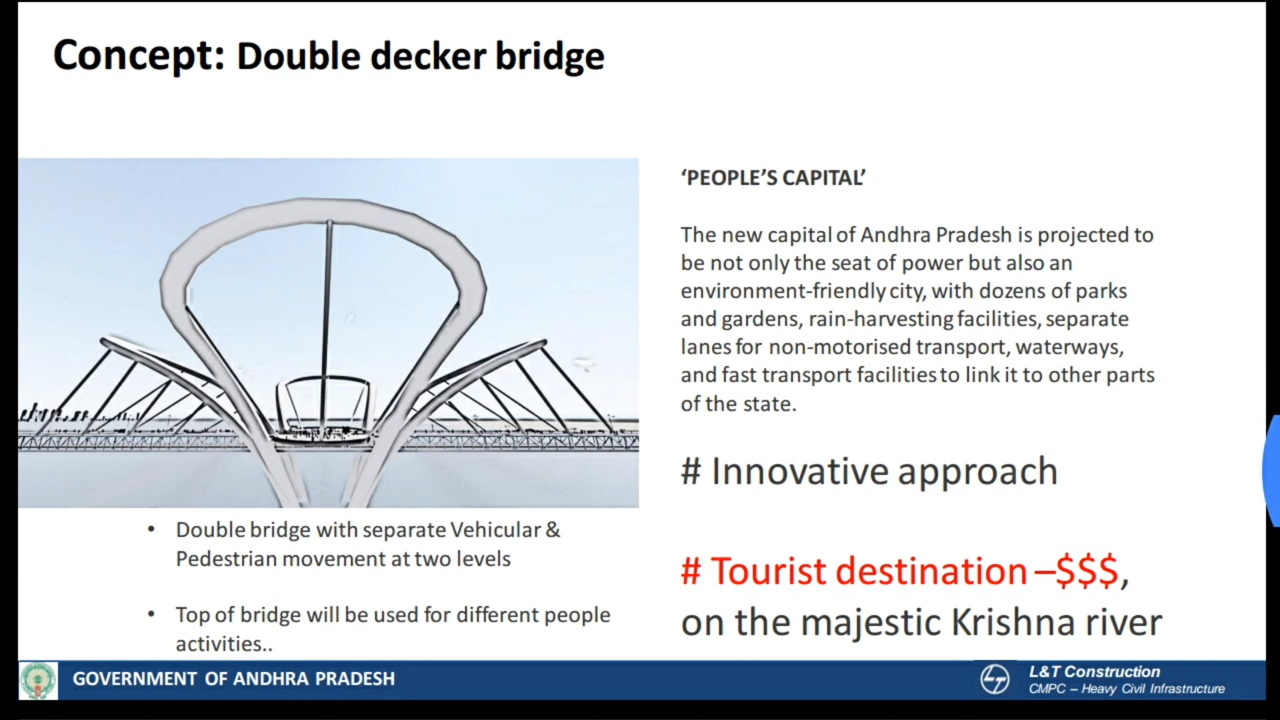 Concept: Double decker bridge
‘PEOPLE’S CAPITAL’
The new capital of Andhra Pradesh is projected to
be not only the seat of power but also an
environment-friendly city, with dozens of parks
and gardens, rain-harvesting facilities, separate
lanes for non-motorised transport, waterways,
and fast transport facilities to link it to other parts
of the state.
# Innovative approach
# Tourist destination –$$$,
on the majestic Krishna river
• Double bridge with separate Vehicular &
Pedestrian movement at two levels
• Top of bridge will be used for different people
activities..
GOVERNMENT OF ANDHRA PRADESH
L&T Construction
CMPC – Heavy Civil Infrastructure